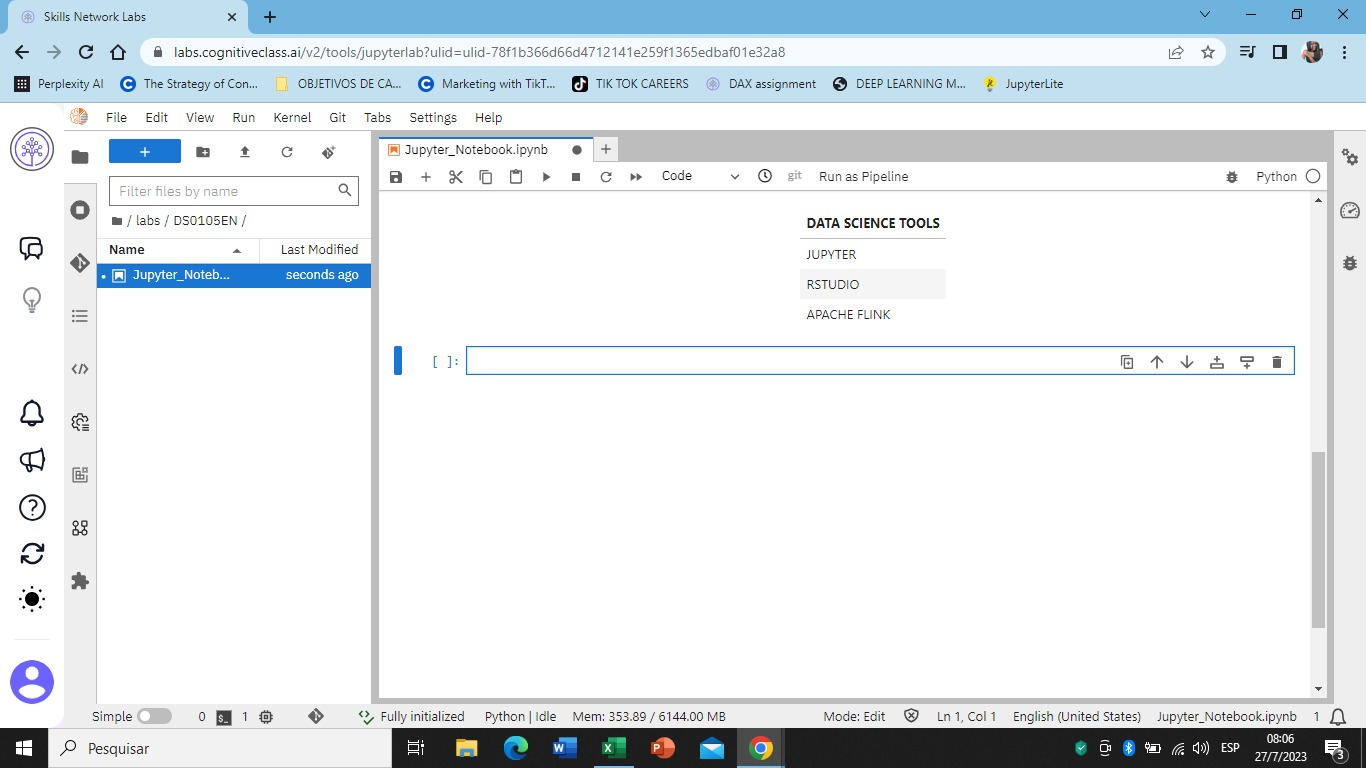 Skills Network Labs
labs.cognitiveclass.ai/v2/tools/jupyterlab?ulid=ulid-78f1b366d66d4712141e259f1365edbaf01e32a8
Perplexity AI The Strategy of Con... OBJETIVOS DE CA... Marketing with TikT... TIK TOK CAREERS DAX assignment DEEP LEARNING M... JupyterLite
File Edit View Run Kernel Git Tabs Settings Help
Jupyter_Notebook.ipynb
Code git Run as Pipeline Python
Filter files by name
/ labs / DS0105EN /
Name Last Modified
Jupyter_Noteb... seconds ago
DATA SCIENCE TOOLS
JUPYTER
RSTUDIO
APACHE FLINK
[ ]:
Simple 0 1 Fully initialized Python | Idle Mem: 353.89 / 6144.00 MB Mode: Edit Ln 1, Col 1 English (United States) Jupyter_Notebook.ipynb 1
Pesquisar
ESP
08:06
27/7/2023
3